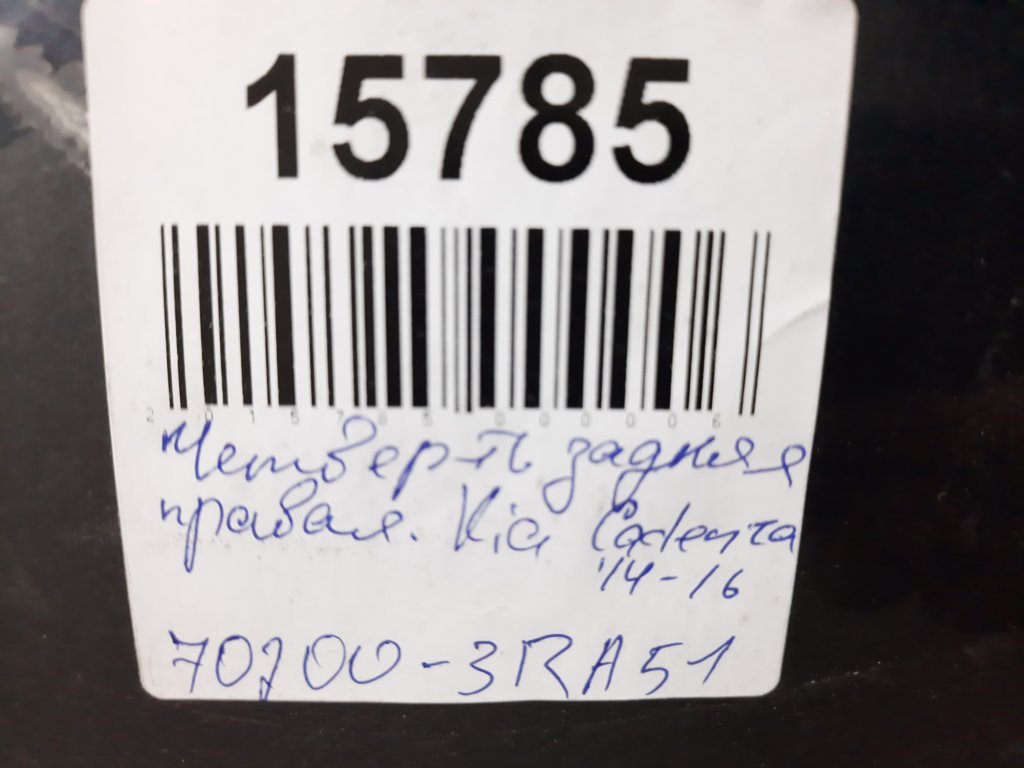 15785
2015785000006
Четверть задняя
правая. Kia Cadenza
'14-16
70200-3RA51